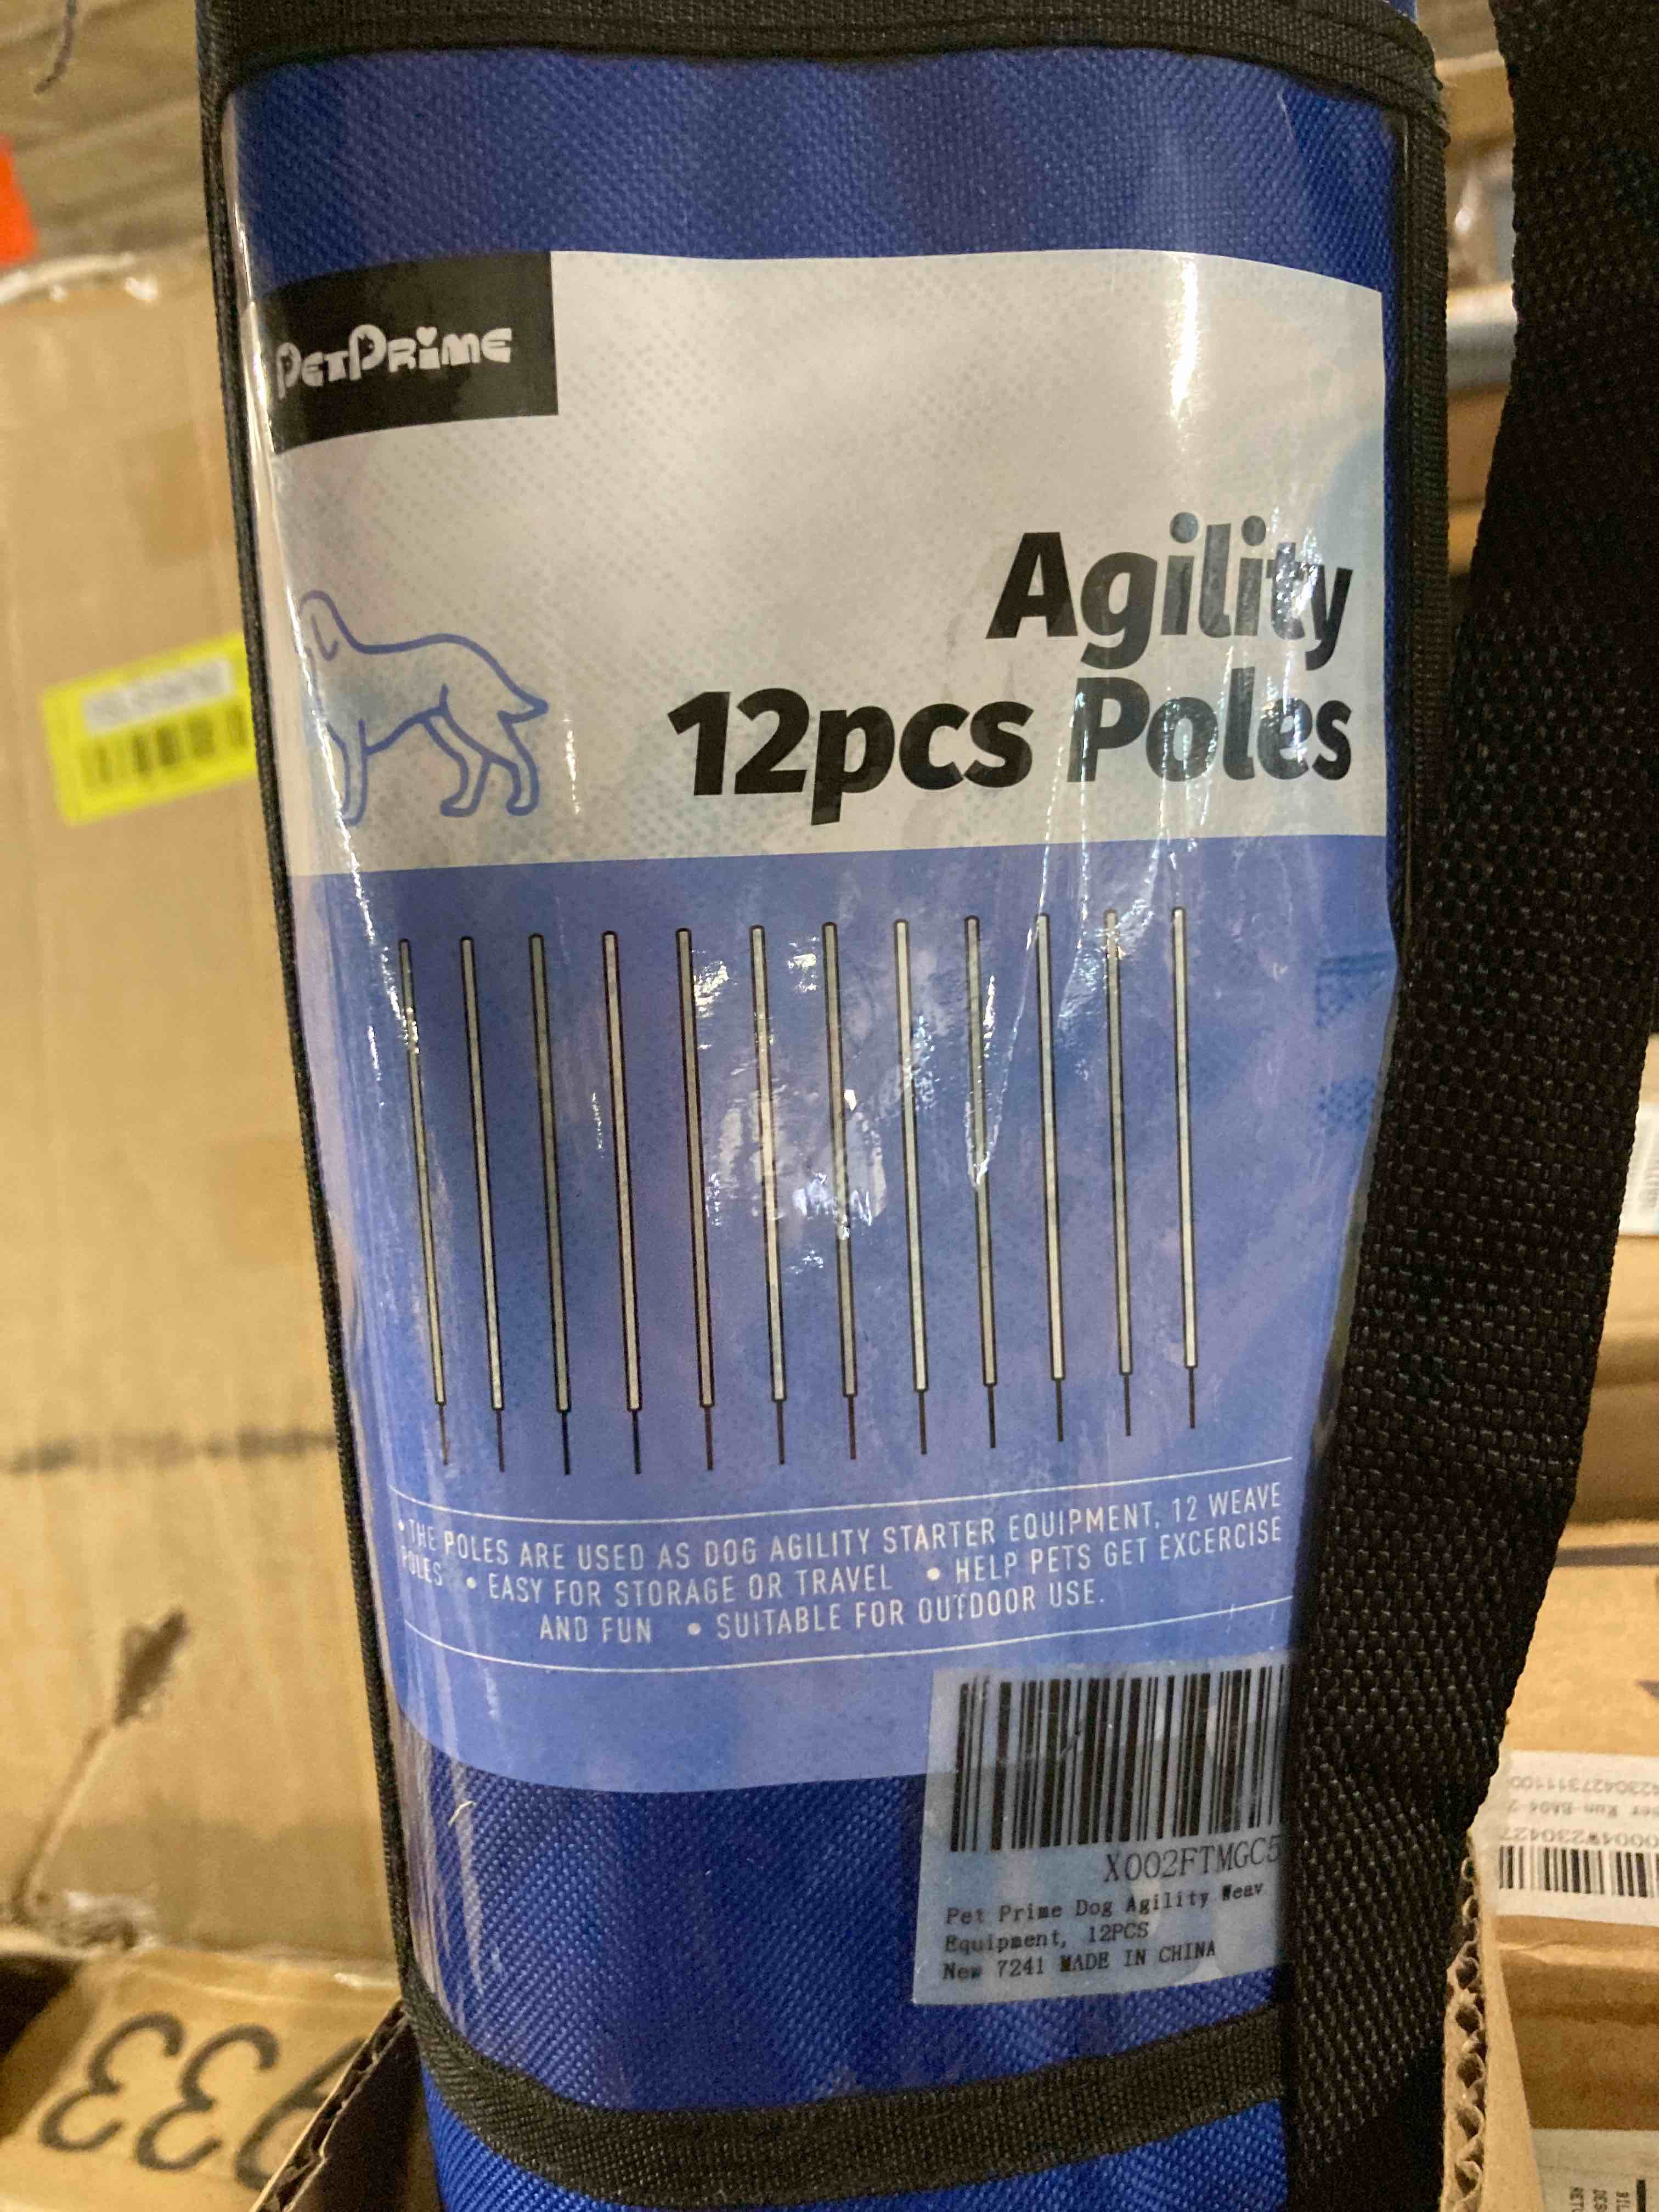 PetPrime
Agility
12pcs Poles
• THE POLES ARE USED AS DOG AGILITY STARTER EQUIPMENT, 12 WEAVE
POLES • EASY FOR STORAGE OR TRAVEL • HELP PETS GET EXCERCISE
AND FUN • SUITABLE FOR OUTDOOR USE.
X002FTMGC5
Pet Prime Dog Agility Weav
Equipment, 12PCS
New 7241 MADE IN CHINA